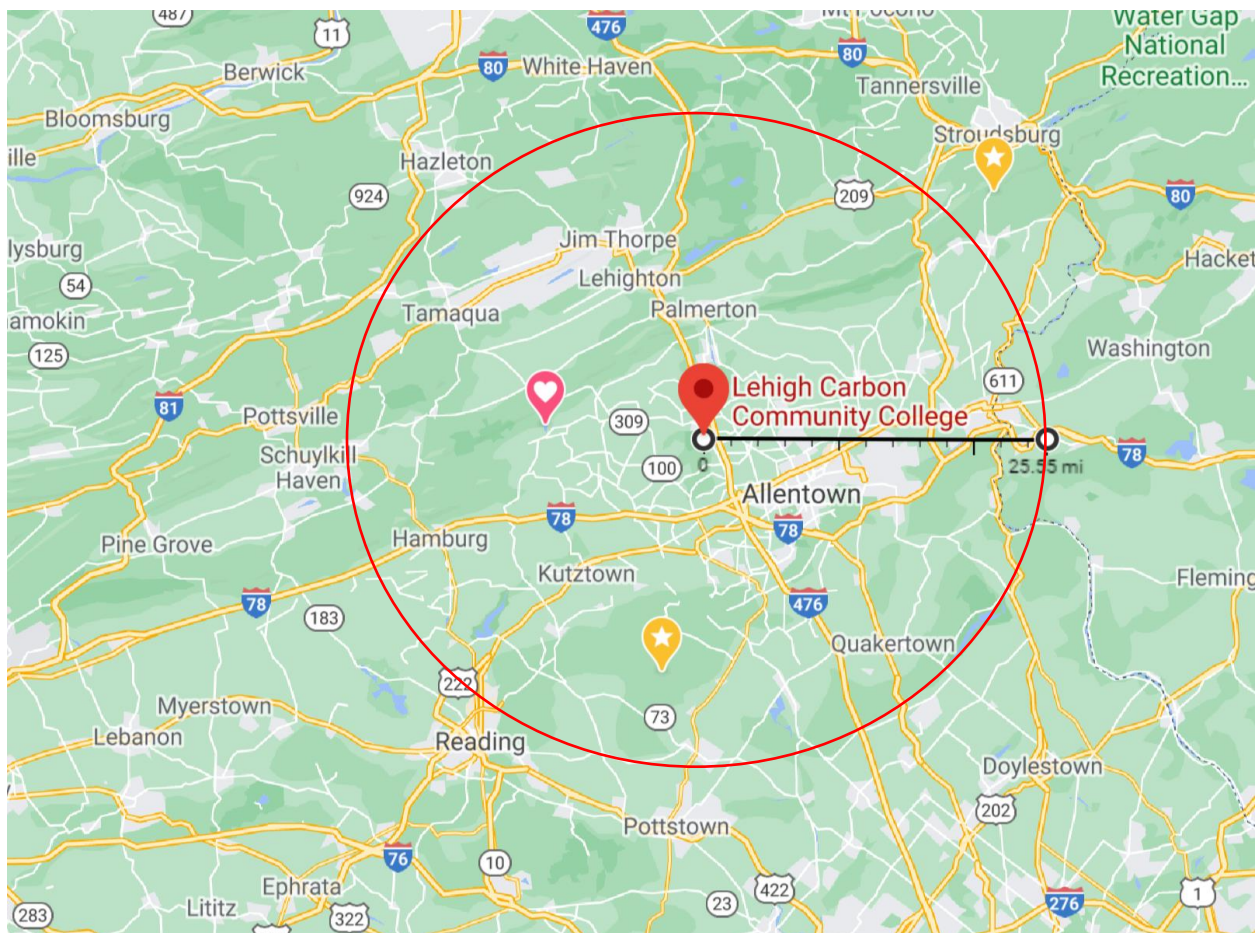 487
11
476
Mt Pocono
Water Gap
National
Recreation...
80
80
White Haven
Berwick
Tannersville
Bloomsburg
Stroudsburg
ille
Hazleton
924
209
80
lysburg
Jim Thorpe
Hacket
54
Lehighton
amokin
Tamaqua
Palmerton
125
Washington
611
Lehigh Carbon
Community College
81
Pottsville
309
Schuylkill
Haven
100
0
25.55 mi
78
Allentown
78
78
Pine Grove
Hamburg
Kutztown
Fleming
78
476
183
Quakertown
222
Myerstown
73
Lebanon
Reading
Doylestown
202
Pottstown
76
10
Ephrata
422
Lititz
23
276
1
283
322